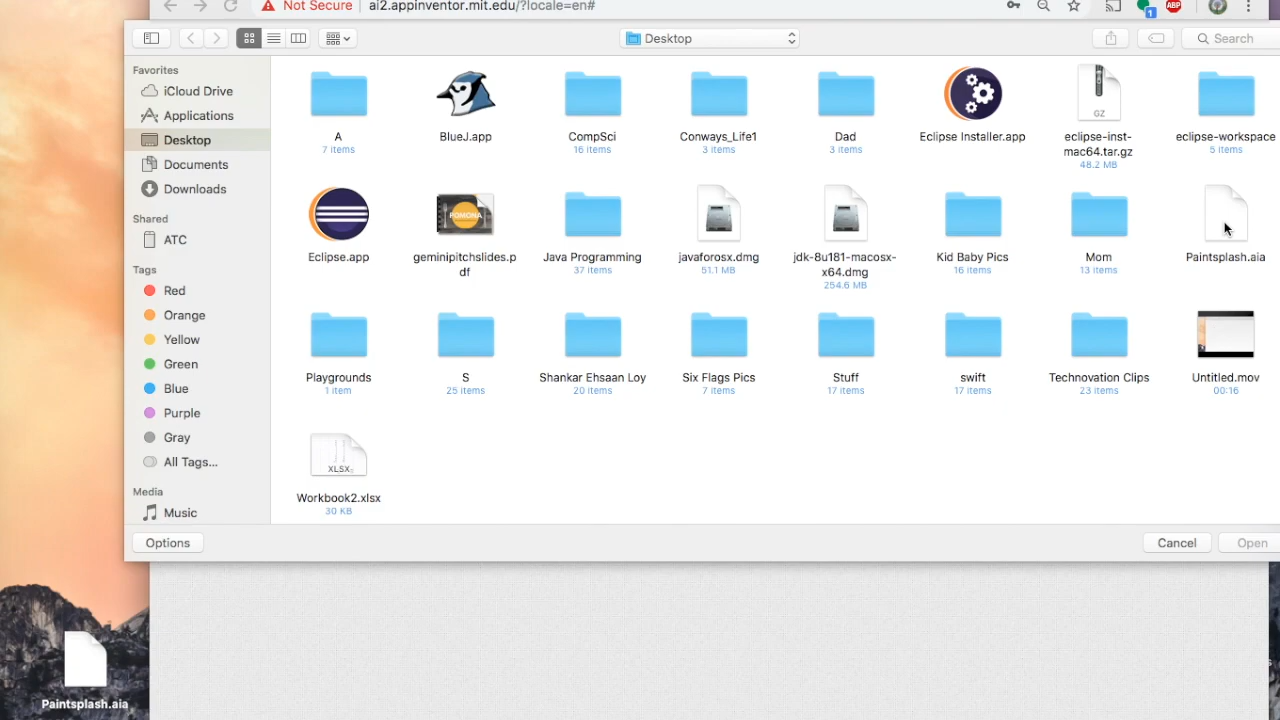 Not Secure ai2.appinventor.mit.edu/?locale=en#
1
ABP
Desktop
Search
Favorites
iCloud Drive
Applications
Desktop
Documents
Downloads
Shared
ATC
Tags
Red
Orange
Yellow
Green
Blue
Purple
Gray
All Tags...
Media
Music
A
7 items
BlueJ.app
CompSci
16 items
Conways_Life1
3 items
Dad
3 items
Eclipse Installer.app
GZ
eclipse-inst-
mac64.tar.gz
48.2 MB
eclipse-workspace
5 items
Eclipse.app
POMONA
geminipitchslides.p
df
Java Programming
37 items
javaforosx.dmg
51.1 MB
jdk-8u181-macosx-
x64.dmg
254.6 MB
Kid Baby Pics
16 items
Mom
13 items
Paintsplash.aia
Playgrounds
1 item
S
25 items
Shankar Ehsaan Loy
20 items
Six Flags Pics
7 items
Stuff
17 items
swift
17 items
Technovation Clips
23 items
Untitled.mov
00:16
XLSX
Workbook2.xlsx
30 KB
Options
Cancel
Open
Paintsplash.aia